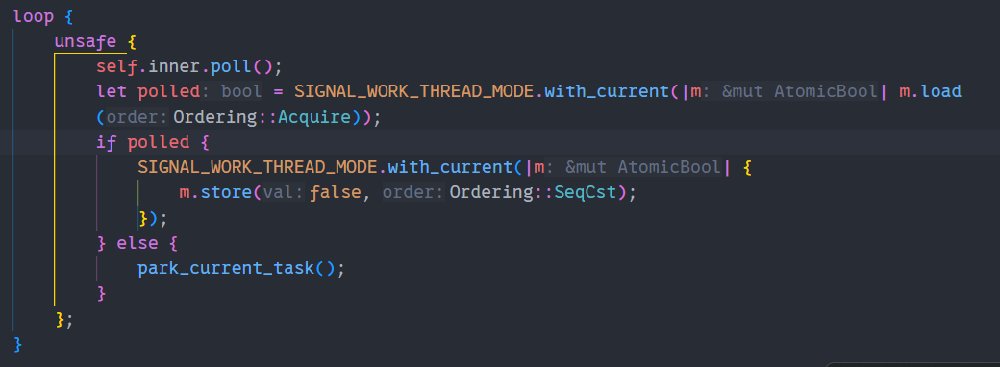 loop {
unsafe {
self.inner.poll();
let polled: bool = SIGNAL_WORK_THREAD_MODE.with_current(|m: &mut AtomicBool| m.load
(order: Ordering::Acquire));
if polled {
SIGNAL_WORK_THREAD_MODE.with_current(|m: &mut AtomicBool| {
m.store(val: false, order: Ordering::SeqCst);
});
} else {
park_current_task();
}
};
}